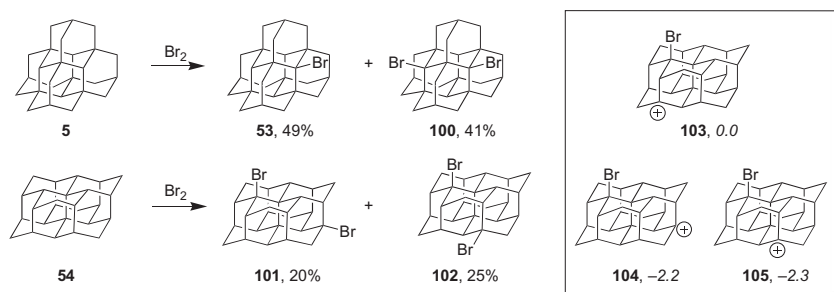 Br₂
Br
+
Br
Br
5
53, 49%
100, 41%
Br₂
Br
Br
+
Br
Br
54
101, 20%
102, 25%
Br
⊕
103, 0.0
Br
⊕
Br
⊕
104, –2.2
105, –2.3